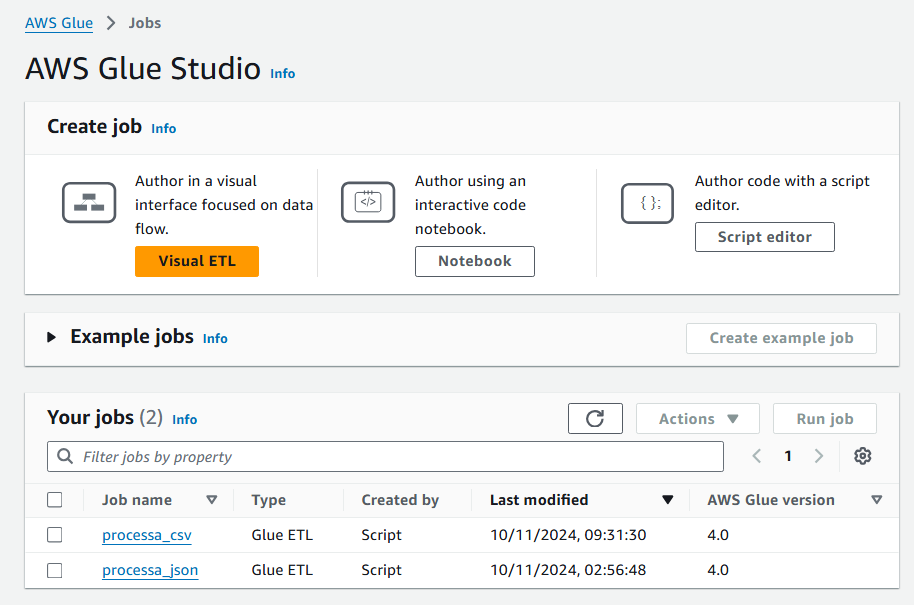 AWS Glue > Jobs
AWS Glue Studio Info
Create job Info
Author in a visual
interface focused on data
flow.
Visual ETL
</>
Author using an
interactive code
notebook.
Notebook
{ };
Author code with a script
editor.
Script editor
Example jobs Info
Create example job
Your jobs (2) Info
Actions
Run job
Filter jobs by property
1
Job name Type Created by Last modified AWS Glue version
processa_csv Glue ETL Script 10/11/2024, 09:31:30 4.0
processa_json Glue ETL Script 10/11/2024, 02:56:48 4.0